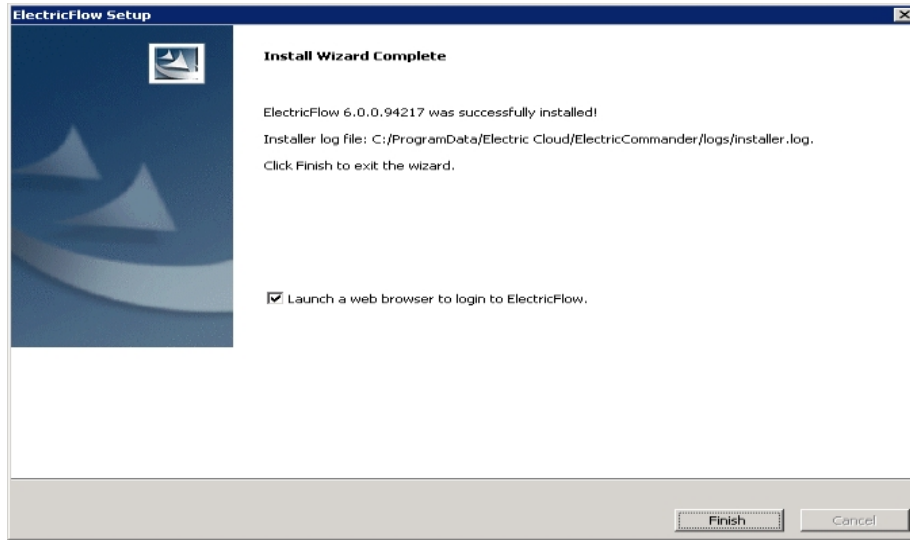 ElectricFlow Setup
Install Wizard Complete
ElectricFlow 6.0.0.94217 was successfully installed!
Installer log file: C:/ProgramData/Electric Cloud/ElectricCommander/logs/installer.log.
Click Finish to exit the wizard.
Launch a web browser to login to ElectricFlow.
Finish
Cancel